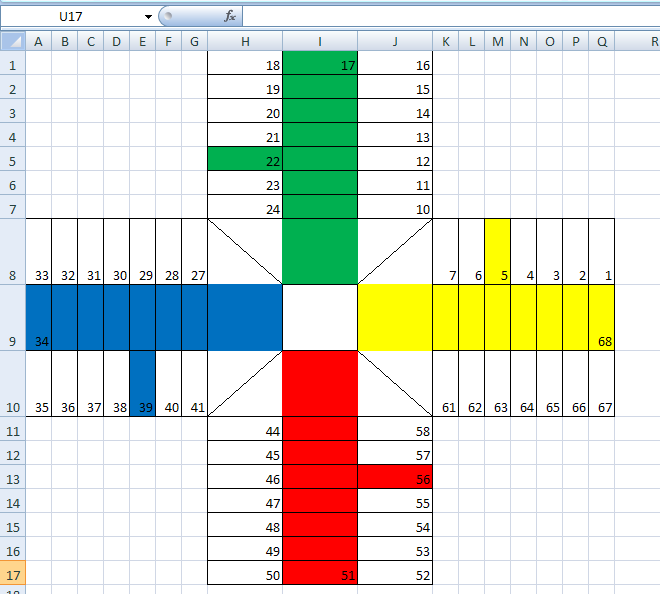 U17 fx
A B C D E F G H I J K L M N O P Q R
1 18 17 16
2 19 15
3 20 14
4 21 13
5 22 12
6 23 11
7 24 10
8 33 32 31 30 29 28 27 7 6 5 4 3 2 1
9 34 68
10 35 36 37 38 39 40 41 61 62 63 64 65 66 67
11 44 58
12 45 57
13 46 56
14 47 55
15 48 54
16 49 53
17 50 51 52